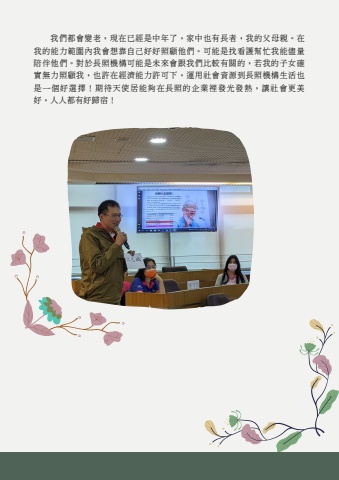 我們都會變老，現在已經是中年了，家中也有長者，我的父母親。在
我的能力範圍內我會想靠自己好好照顧他們。可能是找看護幫忙我能儘量
陪伴他們。對於長照機構可能是未來會跟我們比較有關的，若我的子女確
實無力照顧我，也許在經濟能力許可下，運用社會資源到長照機構生活也
是一個好選擇！期待天使居能夠在長照的企業裡發光發熱，讓社會更美
好，人人都有好歸宿！